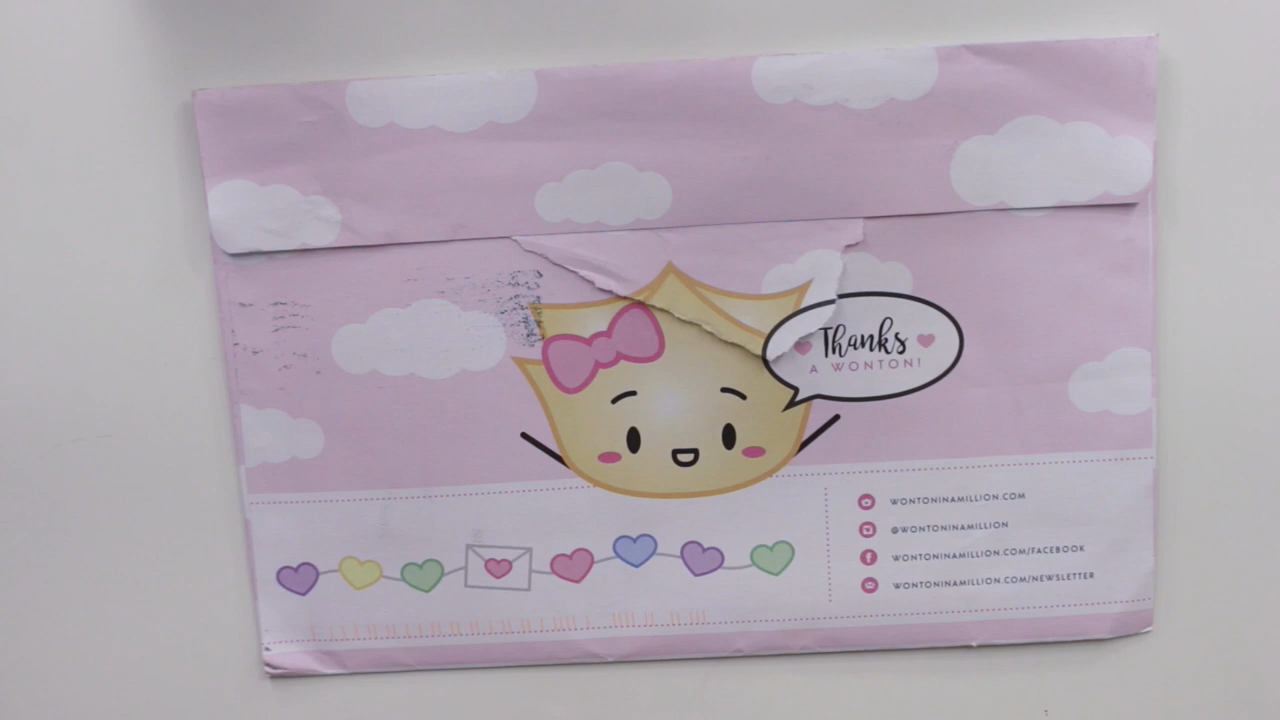 Thanks
A WONTON!
WONTONINAMILLION.COM
@WONTONINAMILLION
WONTONINAMILLION.COM/FACEBOOK
WONTONINAMILLION.COM/NEWSLETTER